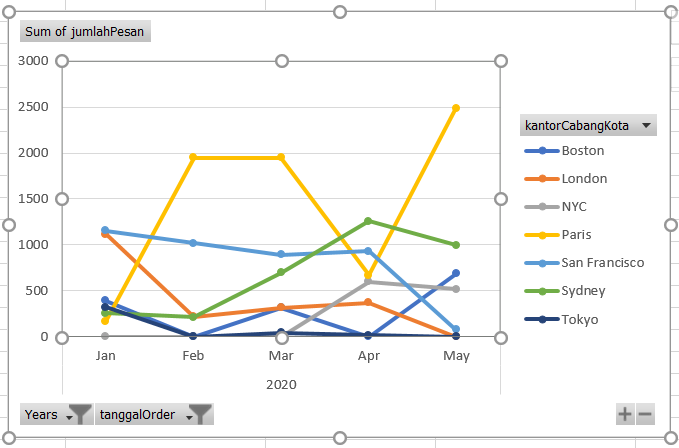 Sum of jumlahPesan
3000
2500
2000
1500
1000
500
0
Jan Feb Mar Apr May
2020
kantorCabangKota
Boston
London
NYC
Paris
San Francisco
Sydney
Tokyo
Years tanggalOrder